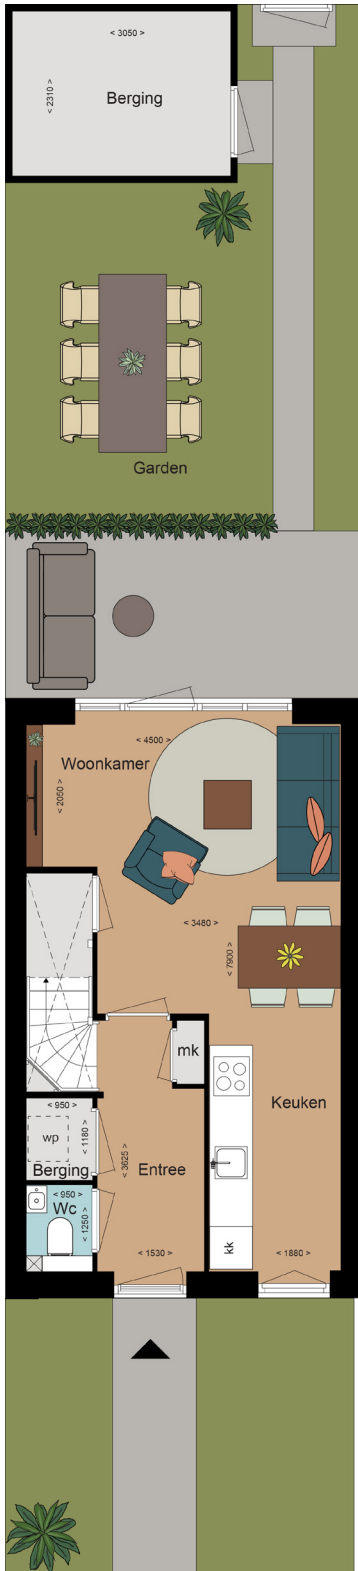 < 3050 >
< 2310 >
Berging
Garden
< 4500 >
Woonkamer
< 2050 >
< 3480 >
< 7900 >
mk
Keuken
< 950 >
wp
< 1180 >
Berging
< 3625 >
Entree
< 950 >
Wc
< 1250 >
kk
< 1530 >
< 1880 >